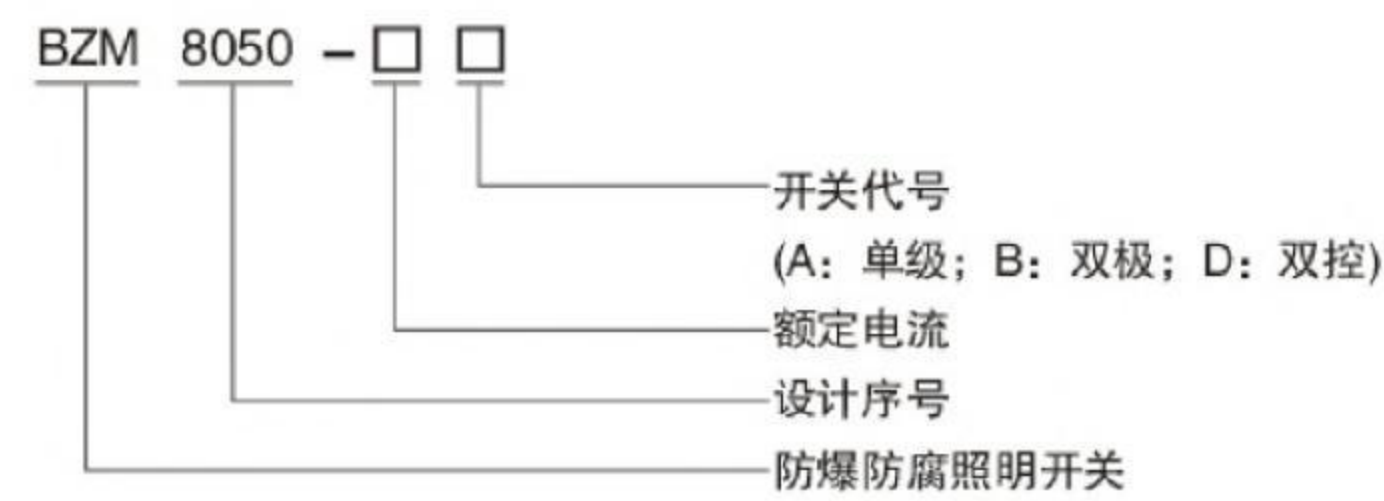 BZM 8050 － □ □
开关代号
(A：单级；B：双极；D：双控)
额定电流
设计序号
防爆防腐照明开关